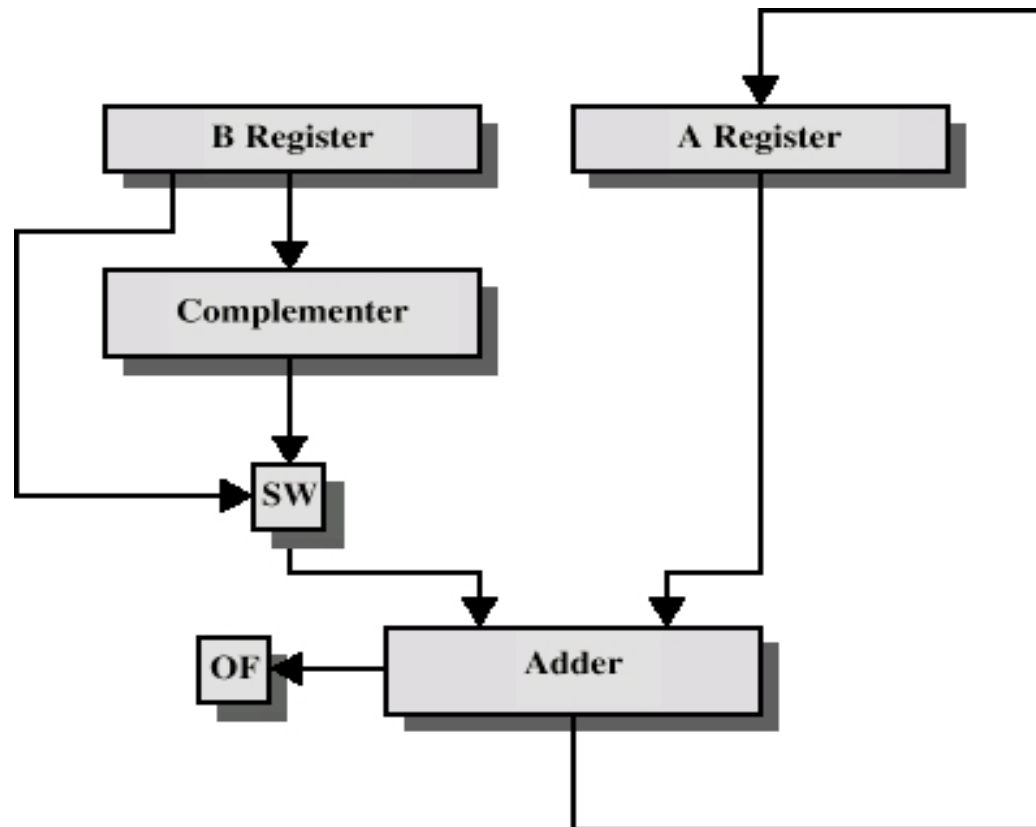 B Register
A Register
Complementer
SW
OF
Adder